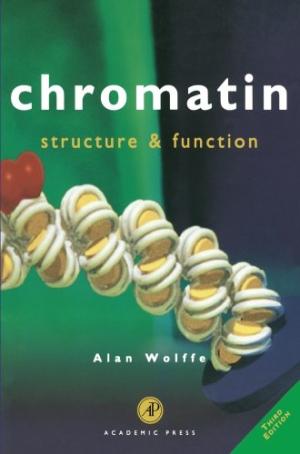 chromatin
structure & function
Alan Wolffe
AP
ACADEMIC PRESS
THIRD
EDITION